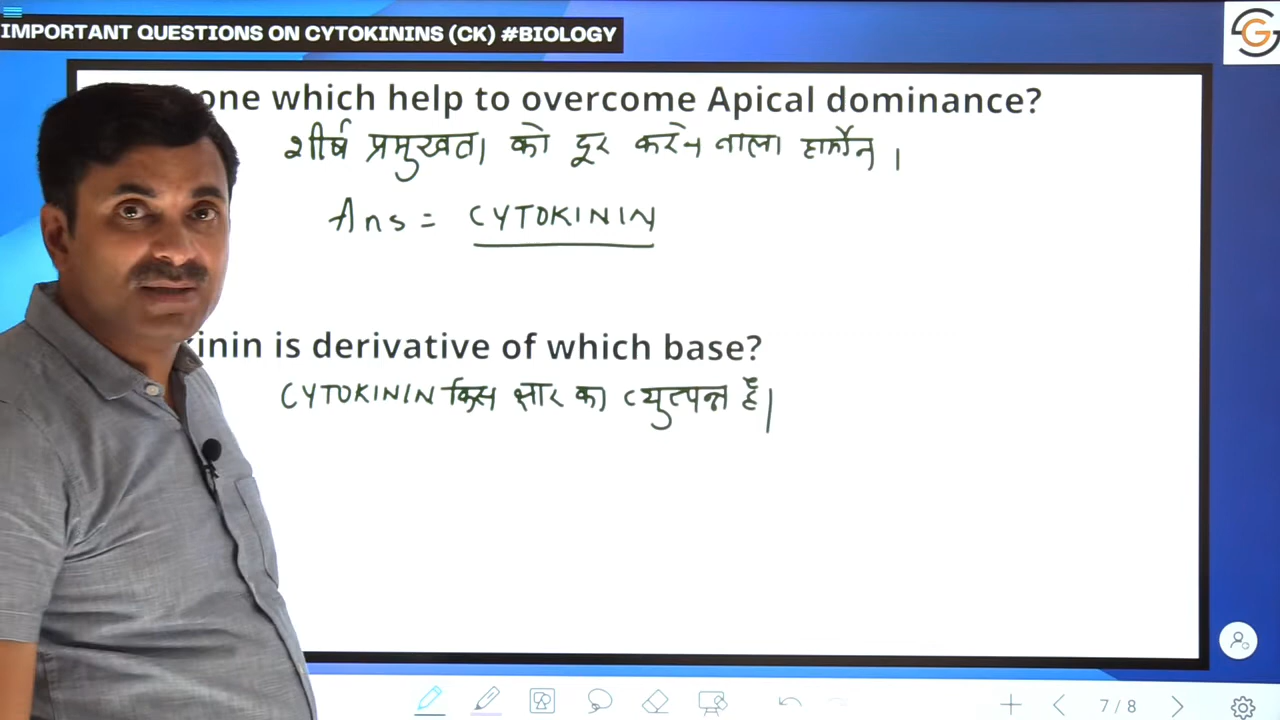 IMPORTANT QUESTIONS ON CYTOKININS (CK) #BIOLOGY
one which help to overcome Apical dominance?
शीर्ष प्रमुखता को दूर करने वाला हार्मोन ।
Ans = CYTOKININ
kinin is derivative of which base?
CYTOKININ किस क्षार का व्युत्पन्न है।
7 / 8